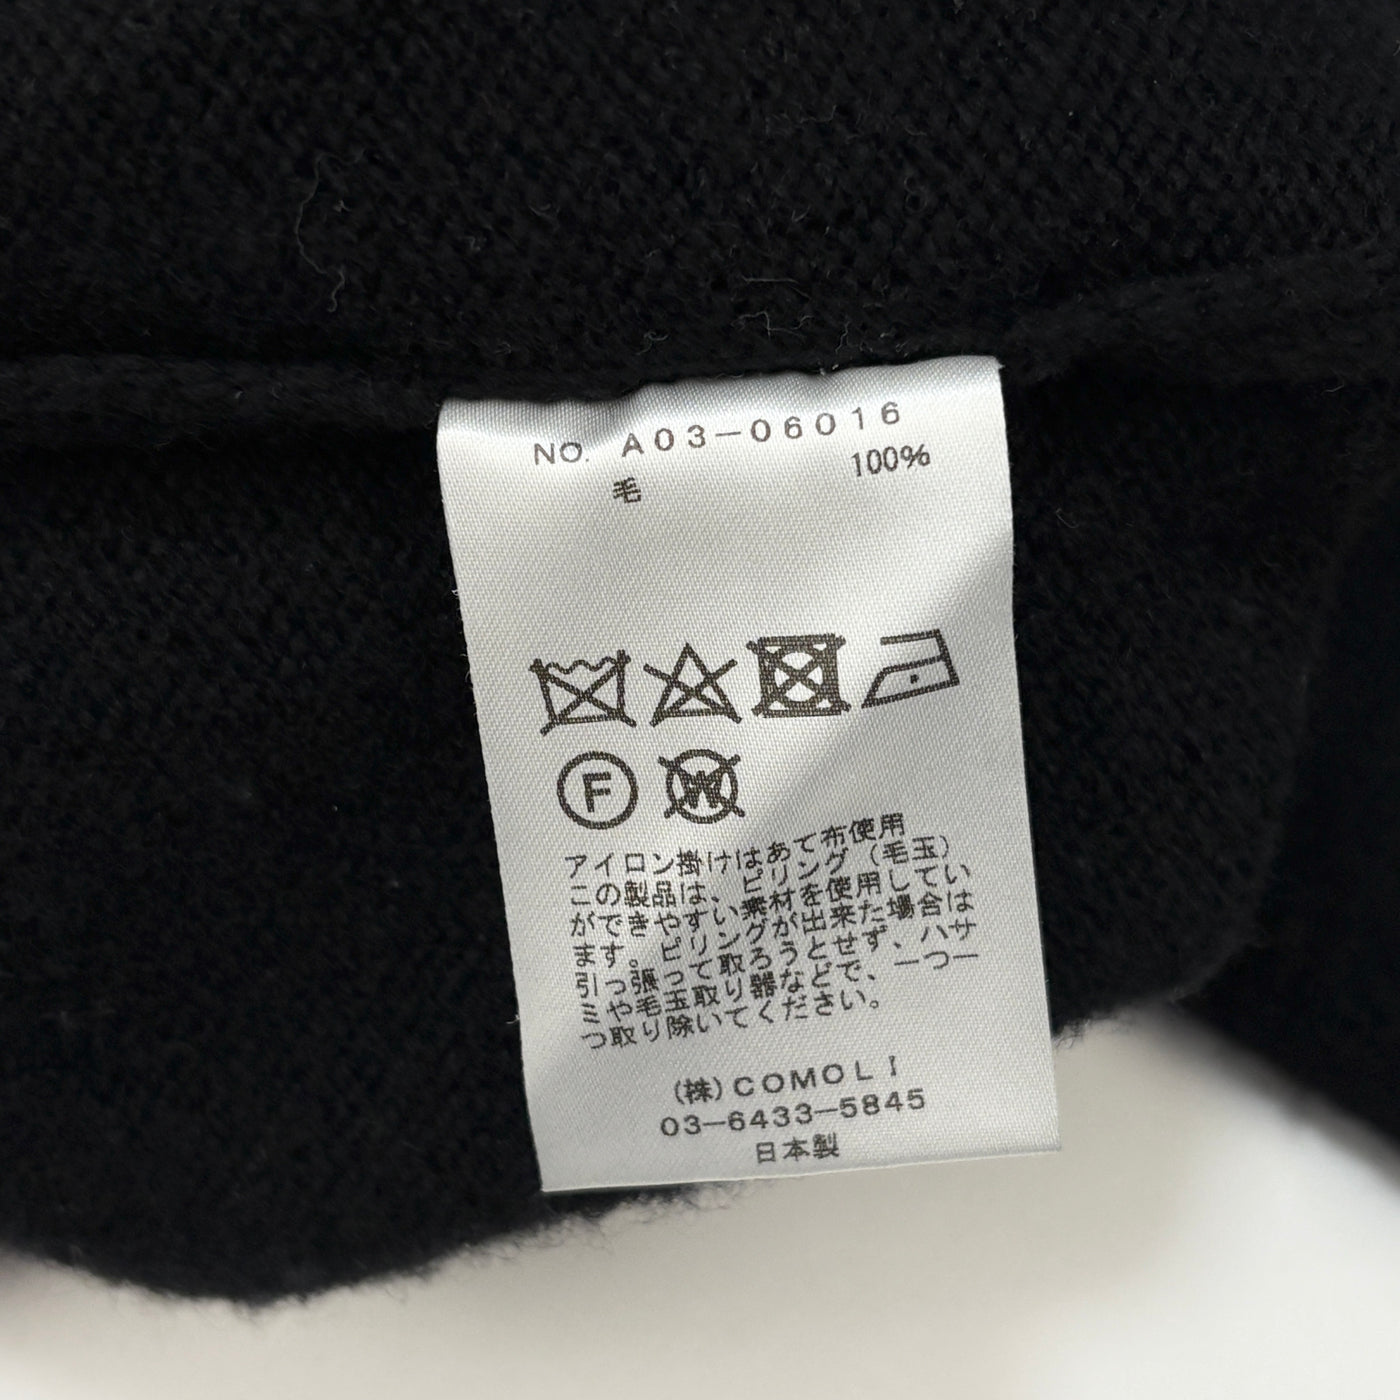 NO. A03-06016
毛 100%
F
W
アイロン掛けはあて布使用
この製品は、ピリング(毛玉)
ができやすい素材を使用してい
ます。ピリングが出来た場合は
引っ張って取ろうとせず、ハサ
ミや毛玉取り器などで、一つ一
つ取り除いてください。
(株)COMOLI
03-6433-5845
日本製